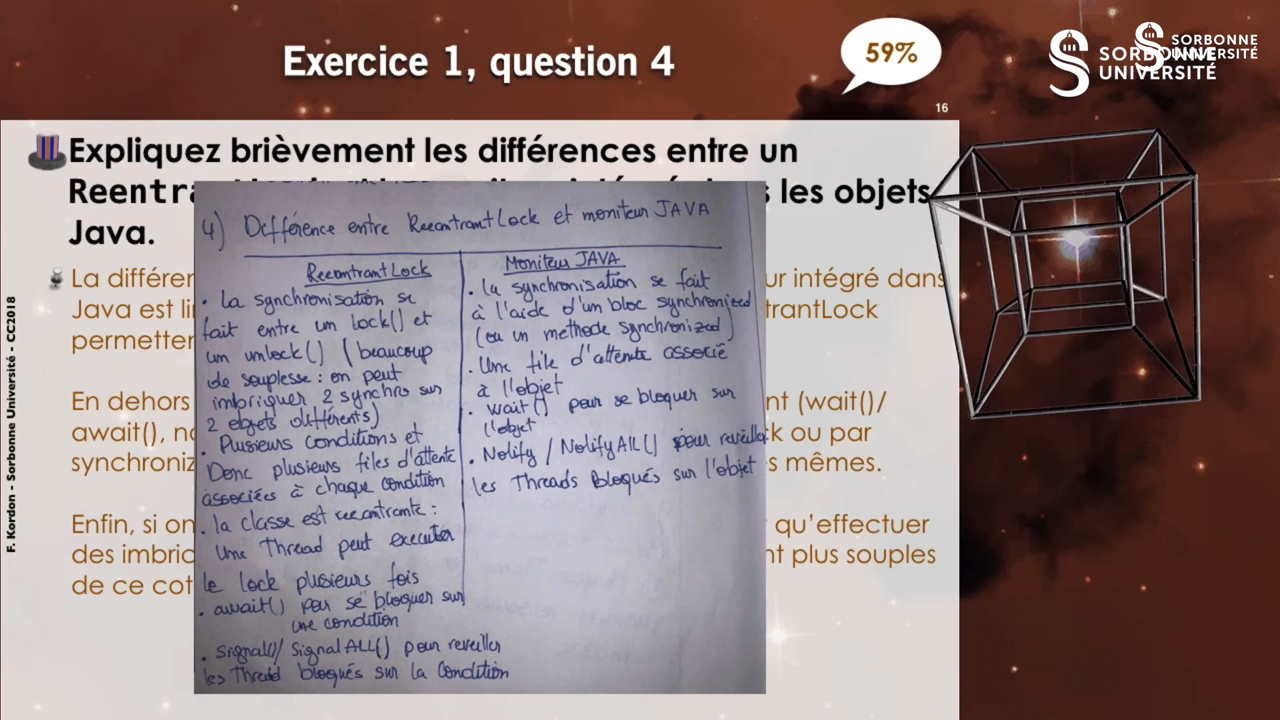 Exercice 1, question 4
59%
SORBONNE
UNIVERSITÉ
SORBONNE
UNIVERSITÉ
16
Expliquez brièvement les différences entre un
les objets
Java.
La différen
ur intégré dans
Java est li
trantLock
permetten
En dehors
nt (wait()/
await(), no
ck ou par
synchroniz
s mêmes.
Enfin, si on
qu'effectuer
des imbric
nt plus souples
de ce cot
F. Kordon - Sorbonne Université - CC2018
4) Différence entre ReeantrantLock et moniteur JAVA
ReeantrantLock
• La synchronisation se
fait entre un lock() et
un unlock() (beaucoup
de souplesse : on peut
imbriquer 2 synchro sur
2 objets différents)
• Plusieurs conditions et
Donc plusieurs files d'attente
associées à chaque condition
• la classe est reeantrante :
Une Thread peut executer
le lock plusieurs fois
• await() pour se bloquer sur
une condition
• signal()/ SignalALL() pour reveiller
les Thread bloqués sur la condition
Moniteur JAVA
• la synchronisation se fait
à l'aide d'un bloc synchronized
(ou un methode synchronized)
• Une file d'attente associé
à l'objet
• wait() pour se bloquer sur
l'objet
• Notify / NotifyALL() pour reveiller
les Threads Bloqués sur l'objet